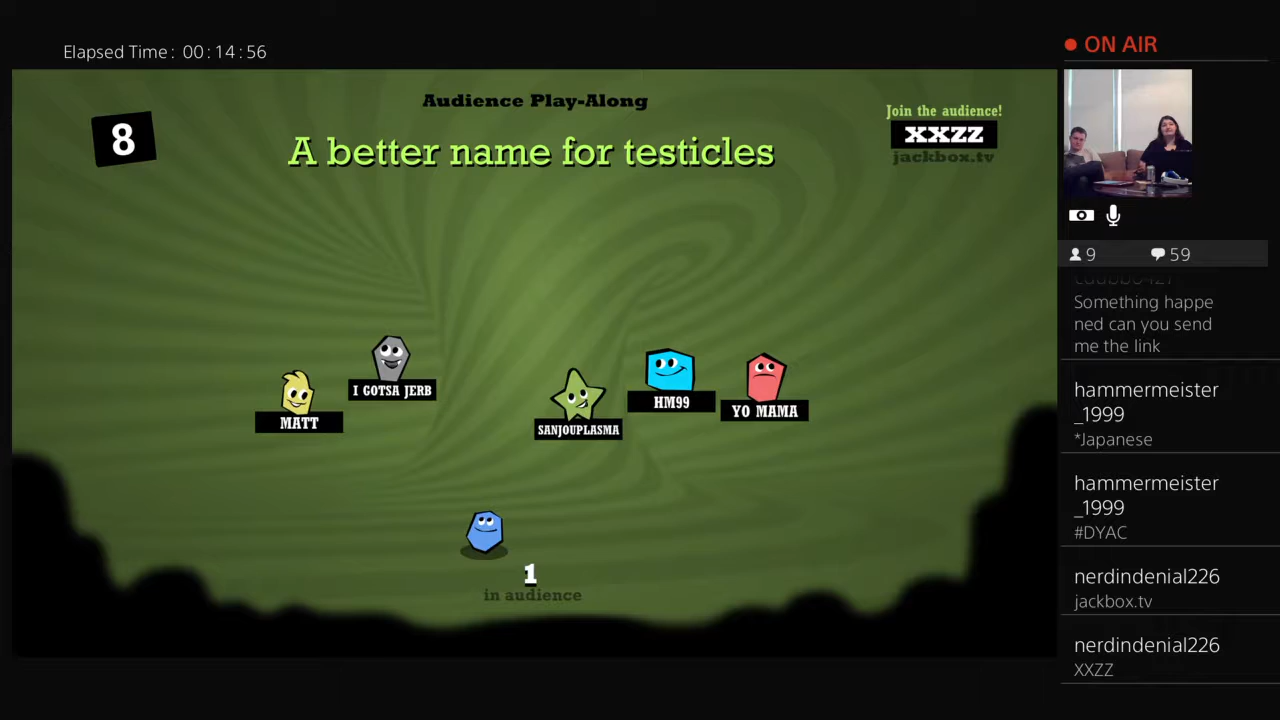 Elapsed Time: 00:14:56
ON AIR
Audience Play-Along
8
A better name for testicles
Join the audience!
XXZZ
jackbox.tv
9
59
Something happe
ned can you send
me the link
I GOTSA JERB
MATT
SANJOUPLASMA
HM99
YO MAMA
hammermeister
_1999
*Japanese
hammermeister
_1999
#DYAC
1
in audience
nerdindenial226
jackbox.tv
nerdindenial226
XXZZ